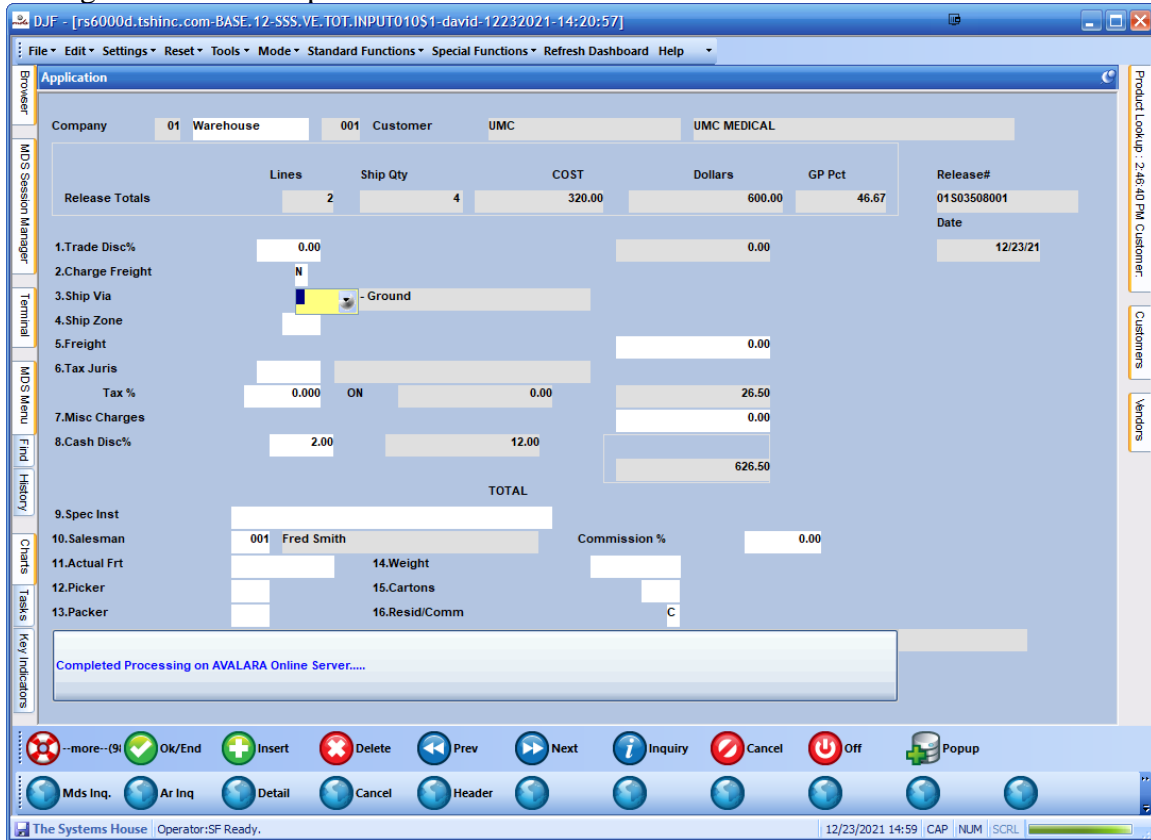 DJF - [rs6000d.tshinc.com-BASE.12-SSS.VE.TOT.INPUT010S1-david-12232021-14:20:57]
File Edit Settings Reset Tools Mode Standard Functions Special Functions Refresh Dashboard Help
Application
Browser
MDS Session Manager
Terminal
MDS Menu
Find
History
Charts
Tasks
Key Indicators
Company 01 Warehouse 001 Customer UMC UMC MEDICAL
Lines Ship Qty COST Dollars GP Pct Release#
Release Totals 2 4 320.00 600.00 46.67 01S03508001
Date
1.Trade Disc% 0.00 0.00 12/23/21
2.Charge Freight N
3.Ship Via - Ground
4.Ship Zone
5.Freight 0.00
6.Tax Juris
Tax % 0.000 ON 0.00 26.50
7.Misc Charges 0.00
8.Cash Disc% 2.00 12.00
626.50
TOTAL
9.Spec Inst
10.Salesman 001 Fred Smith Commission % 0.00
11.Actual Frt 14.Weight
12.Picker 15.Cartons
13.Packer 16.Resid/Comm C
Completed Processing on AVALARA Online Server.....
Product Lookup : 2:46:40 PM Customer:
Customers
Vendors
--more--(9 Ok/End Insert Delete Prev Next Inquiry Cancel Off Popup
Mds Inq. Ar Inq Detail Cancel Header
The Systems House Operator:SF Ready. 12/23/2021 14:59 CAP NUM SCRL